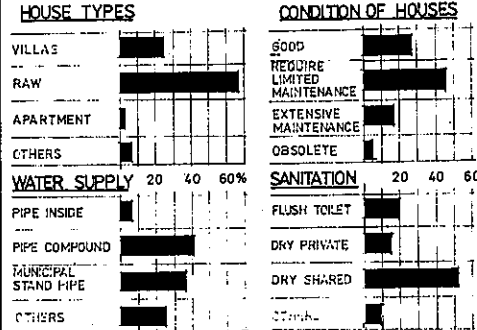 HOUSE TYPES
VILLAS
RAW
APARTMENT
OTHERS
WATER SUPPLY 20 40 60%
PIPE INSIDE
PIPE COMPOUND
MUNICIPAL
STAND PIPE
OTHERS
CONDITION OF HOUSES
GOOD
REQUIRE
LIMITED
MAINTENANCE
EXTENSIVE
MAINTENANCE
OBSOLETE
SANITATION 20 40 60
FLUSH TOILET
DRY PRIVATE
DRY SHARED